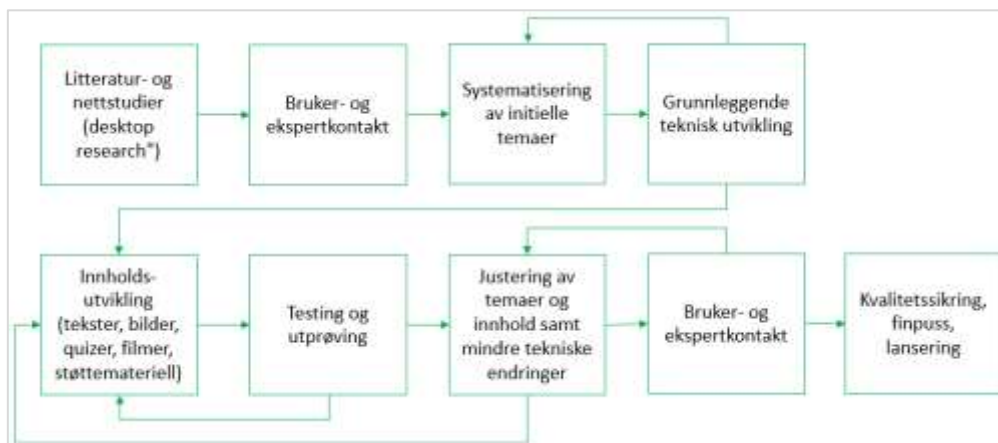 Litteratur- og
nettstudier
(desktop
research*)
Bruker- og
ekspertkontakt
Systematisering
av initielle
temaer
Grunnleggende
teknisk utvikling
Innholds-
utvikling
(tekster, bilder,
quizer, filmer,
støttemateriell)
Testing og
utprøving
Justering av
temaer og
innhold samt
mindre tekniske
endringer
Bruker- og
ekspertkontakt
Kvalitetssikring,
finpuss,
lansering